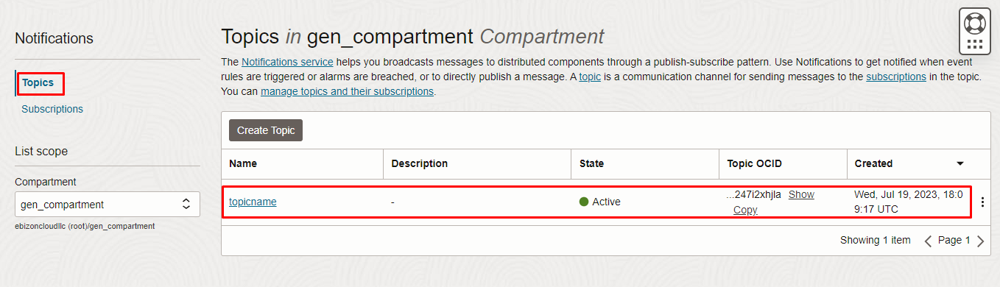 Notifications
Topics
Subscriptions
List scope
Compartment
gen_compartment
ebizoncloudllc (root)/gen_compartment
Topics in gen_compartment Compartment
The Notifications service helps you broadcasts messages to distributed components through a publish-subscribe pattern. Use Notifications to get notified when event
rules are triggered or alarms are breached, or to directly publish a message. A topic is a communication channel for sending messages to the subscriptions in the topic.
You can manage topics and their subscriptions.
Create Topic
Name Description State Topic OCID Created
topicname - Active ...247i2xhjla Show Wed, Jul 19, 2023, 18:0
Copy 9:17 UTC
Showing 1 item Page 1